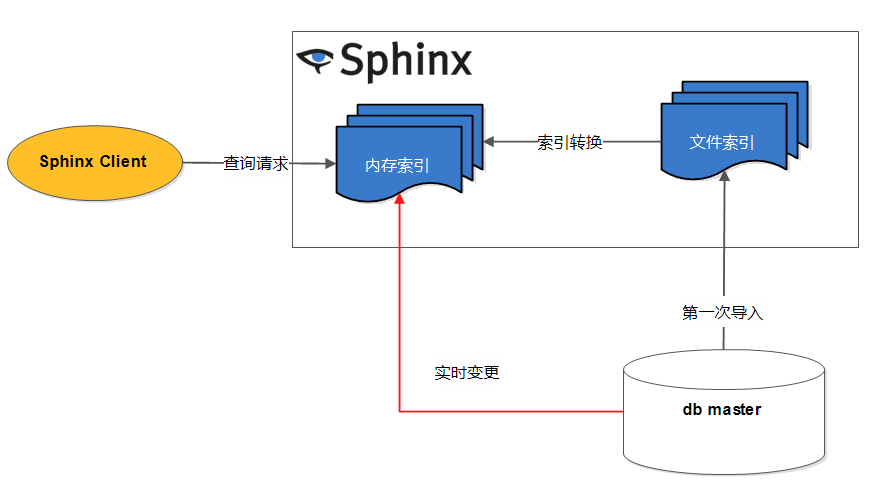 Sphinx
Sphinx Client
查询请求
内存索引
索引转换
文件索引
第一次导入
实时变更
db master